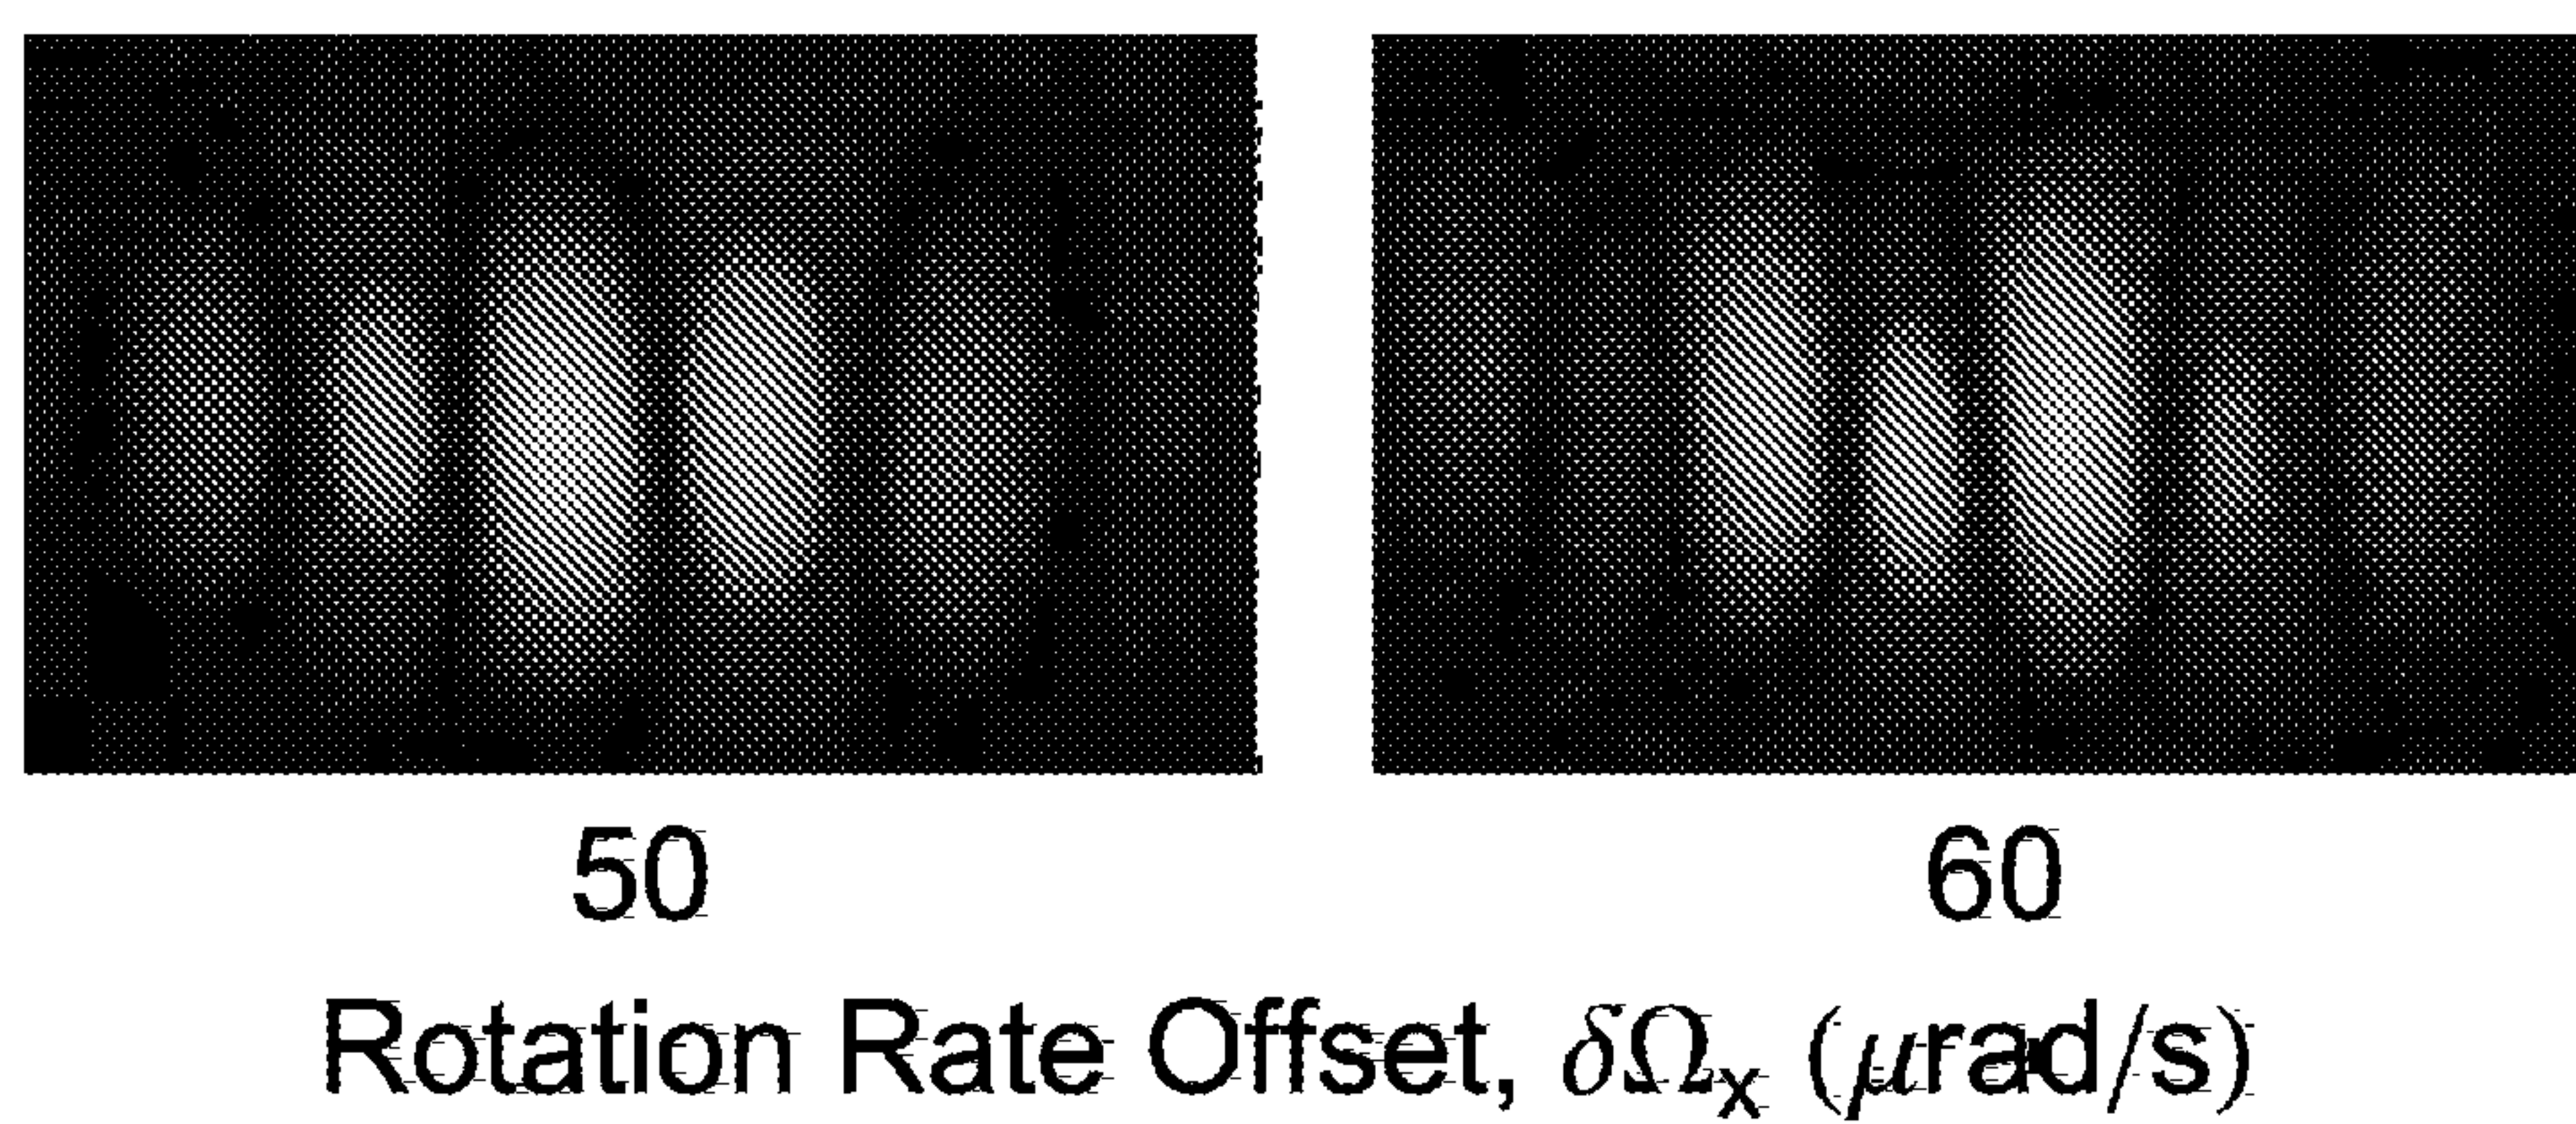 50 60
Rotation Rate Offset, δΩx (μrad/s)